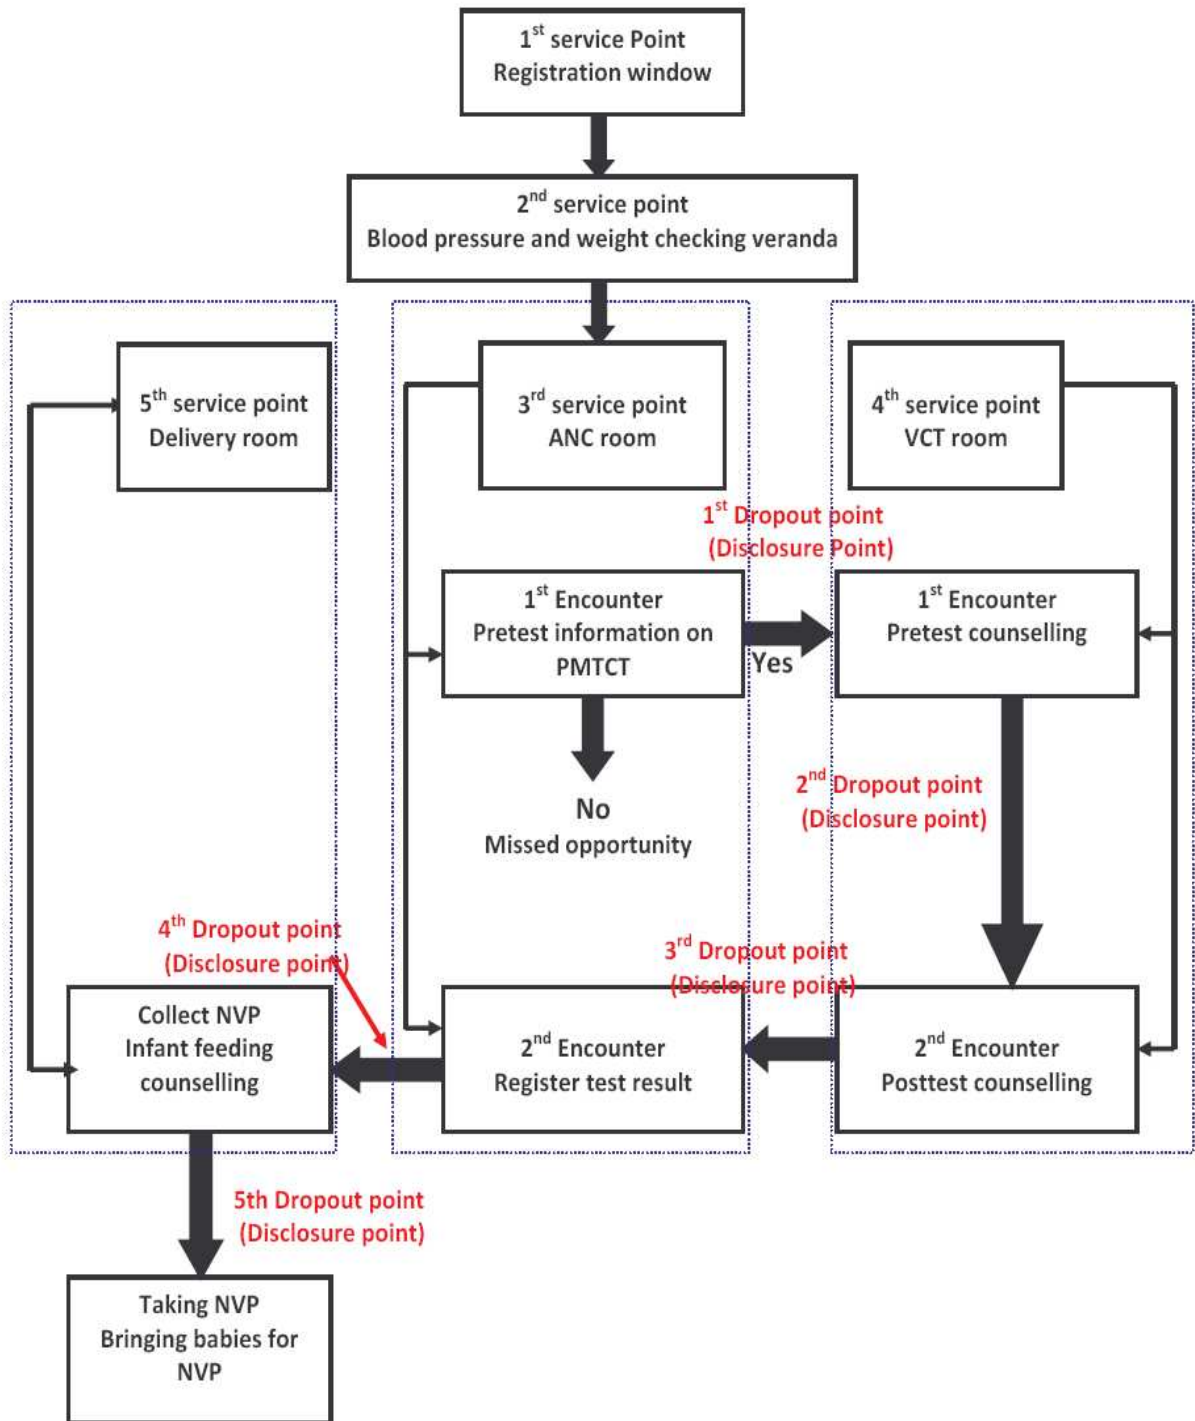 1st service Point
Registration window
2nd service point
Blood pressure and weight checking veranda
5th service point
Delivery room
3rd service point
ANC room
4th service point
VCT room
1st Dropout point
(Disclosure Point)
1st Encounter
Pretest information on
PMTCT
Yes
1st Encounter
Pretest counselling
No
Missed opportunity
2nd Dropout point
(Disclosure point)
4th Dropout point
(Disclosure point)
3rd Dropout point
(Disclosure point)
Collect NVP
Infant feeding
counselling
2nd Encounter
Register test result
2nd Encounter
Posttest counselling
5th Dropout point
(Disclosure point)
Taking NVP
Bringing babies for
NVP